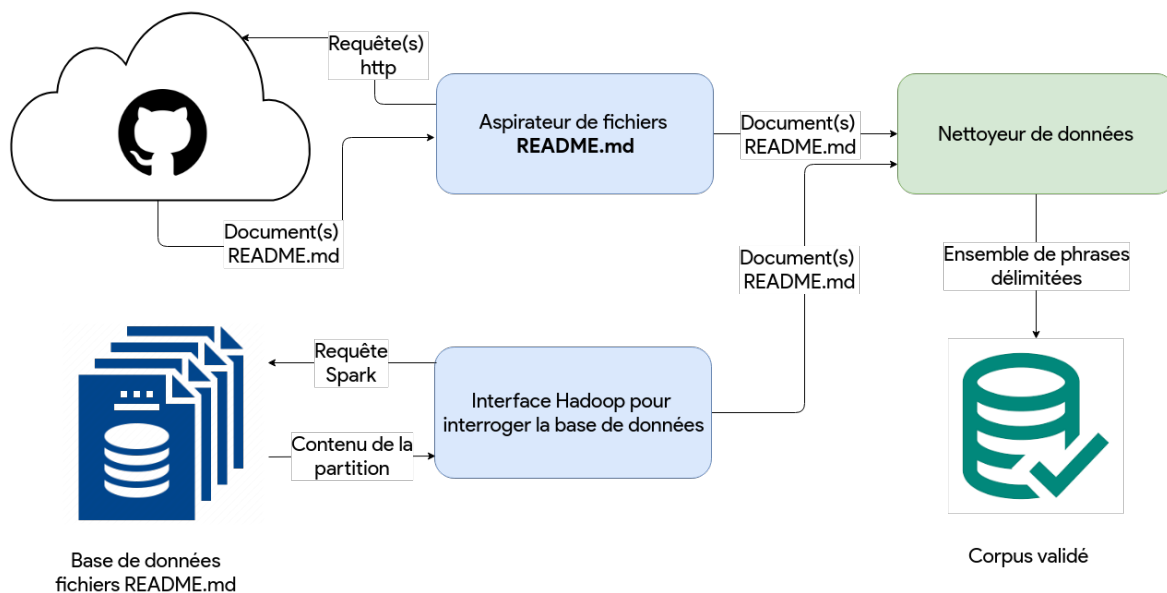 Requête(s)
http
Aspirateur de fichiers
README.md
Document(s)
README.md
Nettoyeur de données
Document(s)
README.md
Document(s)
README.md
Ensemble de phrases
délimitées
Requête
Spark
Interface Hadoop pour
interroger la base de données
Contenu de la
partition
Base de données
fichiers README.md
Corpus validé